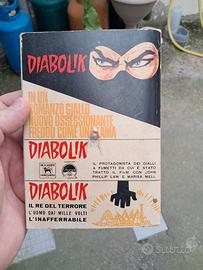 DIABOLIK
IN UN
ROMANZO GIALLO
NUOVO OSSESSIONANTE
FREDDO COME UNA LAMA
DIABOLIK
IL PROTAGONISTA DEI GIALLI
A FUMETTI DA CUI È STATO
TRATTO IL FILM CON JOHN
PHILLIP LAW E MARISA MELL
DIABOLIK
IL RE DEL TERRORE
L'UOMO DAI MILLE VOLTI
L'INAFFERRABILE
subito